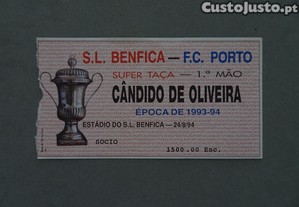 CustoJusto.pt
S.L. BENFICA — F.C. PORTO
SUPER TAÇA — 1.ª MÃO
CÂNDIDO DE OLIVEIRA
ÉPOCA DE 1993-94
ESTÁDIO DO S.L. BENFICA — 24/8/94
SOCIO 1500.00 Esc.